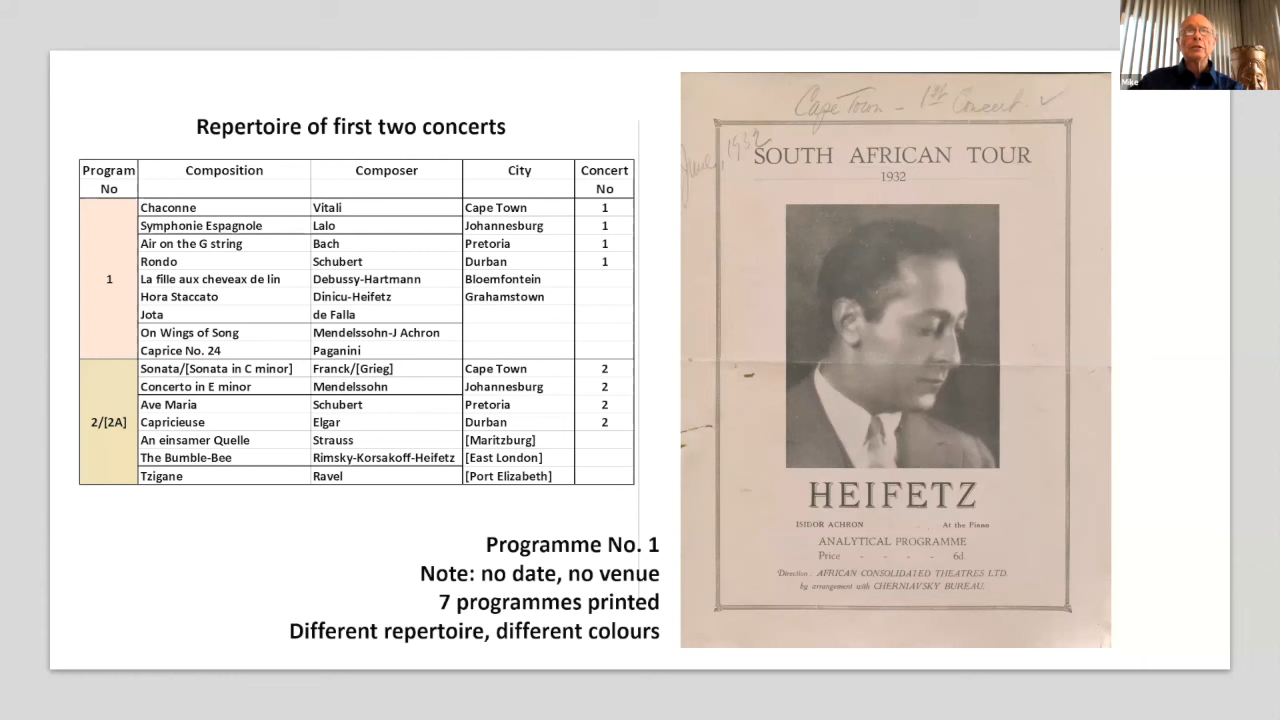 Mike
Repertoire of first two concerts
Program No Composition Composer City Concert No
1
Chaonne Vitali Cape Town 1
Symphonie Espagnole Lalo Johannesburg 1
Air on the G string Bach Pretoria 1
Rondo Schubert Durban 1
La fille aux cheveax de lin Debussy-Hartmann Bloemfontein
Hora Staccato Dinicu-Heifetz Grahamstown
Jota de Falla
On Wings of Song Mendelssohn-J Achron
Caprice No. 24 Paganini
2/[2A]
Sonata/[Sonata in C minor] Franck/[Grieg] Cape Town 2
Concerto in E minor Mendelssohn Johannesburg 2
Ave Maria Schubert Pretoria 2
Capricieuse Elgar Durban 2
An einsamer Quelle Strauss [Maritzburg]
The Bumble-Bee Rimsky-Korsakoff-Heifetz [East London]
Tzigane Ravel [Port Elizabeth]
Programme No. 1
Note: no date, no venue
7 programmes printed
Different repertoire, different colours
Cape Town - 1st Concert.
1932
SOUTH AFRICAN TOUR
1932
HEIFETZ
ISIDOR ACHRON . . At the Piano
ANALYTICAL PROGRAMME
Price - - - - 6d.
Direction: AFRICAN CONSOLIDATED THEATRES LTD.
by arrangement with CHERNIAVSKY BUREAU.